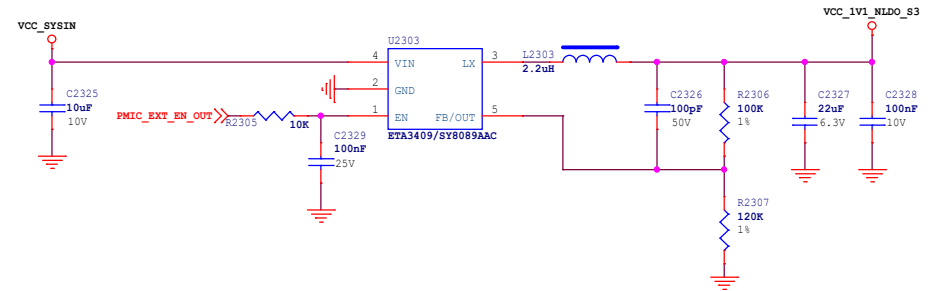 VCC_SYSIN
VCC_1V1_NLDO_S3
U2303
4
VIN
LX
3
L2303
2.2uH
2
GND
C2325
10uF
10V
PMIC_EXT_EN_OUT
R2305
10K
1
EN
FB/OUT
5
ETA3409/SY8089AAC
C2329
100nF
25V
C2326
100pF
50V
R2306
100K
1%
C2327
22uF
6.3V
C2328
100nF
10V
R2307
120K
1%